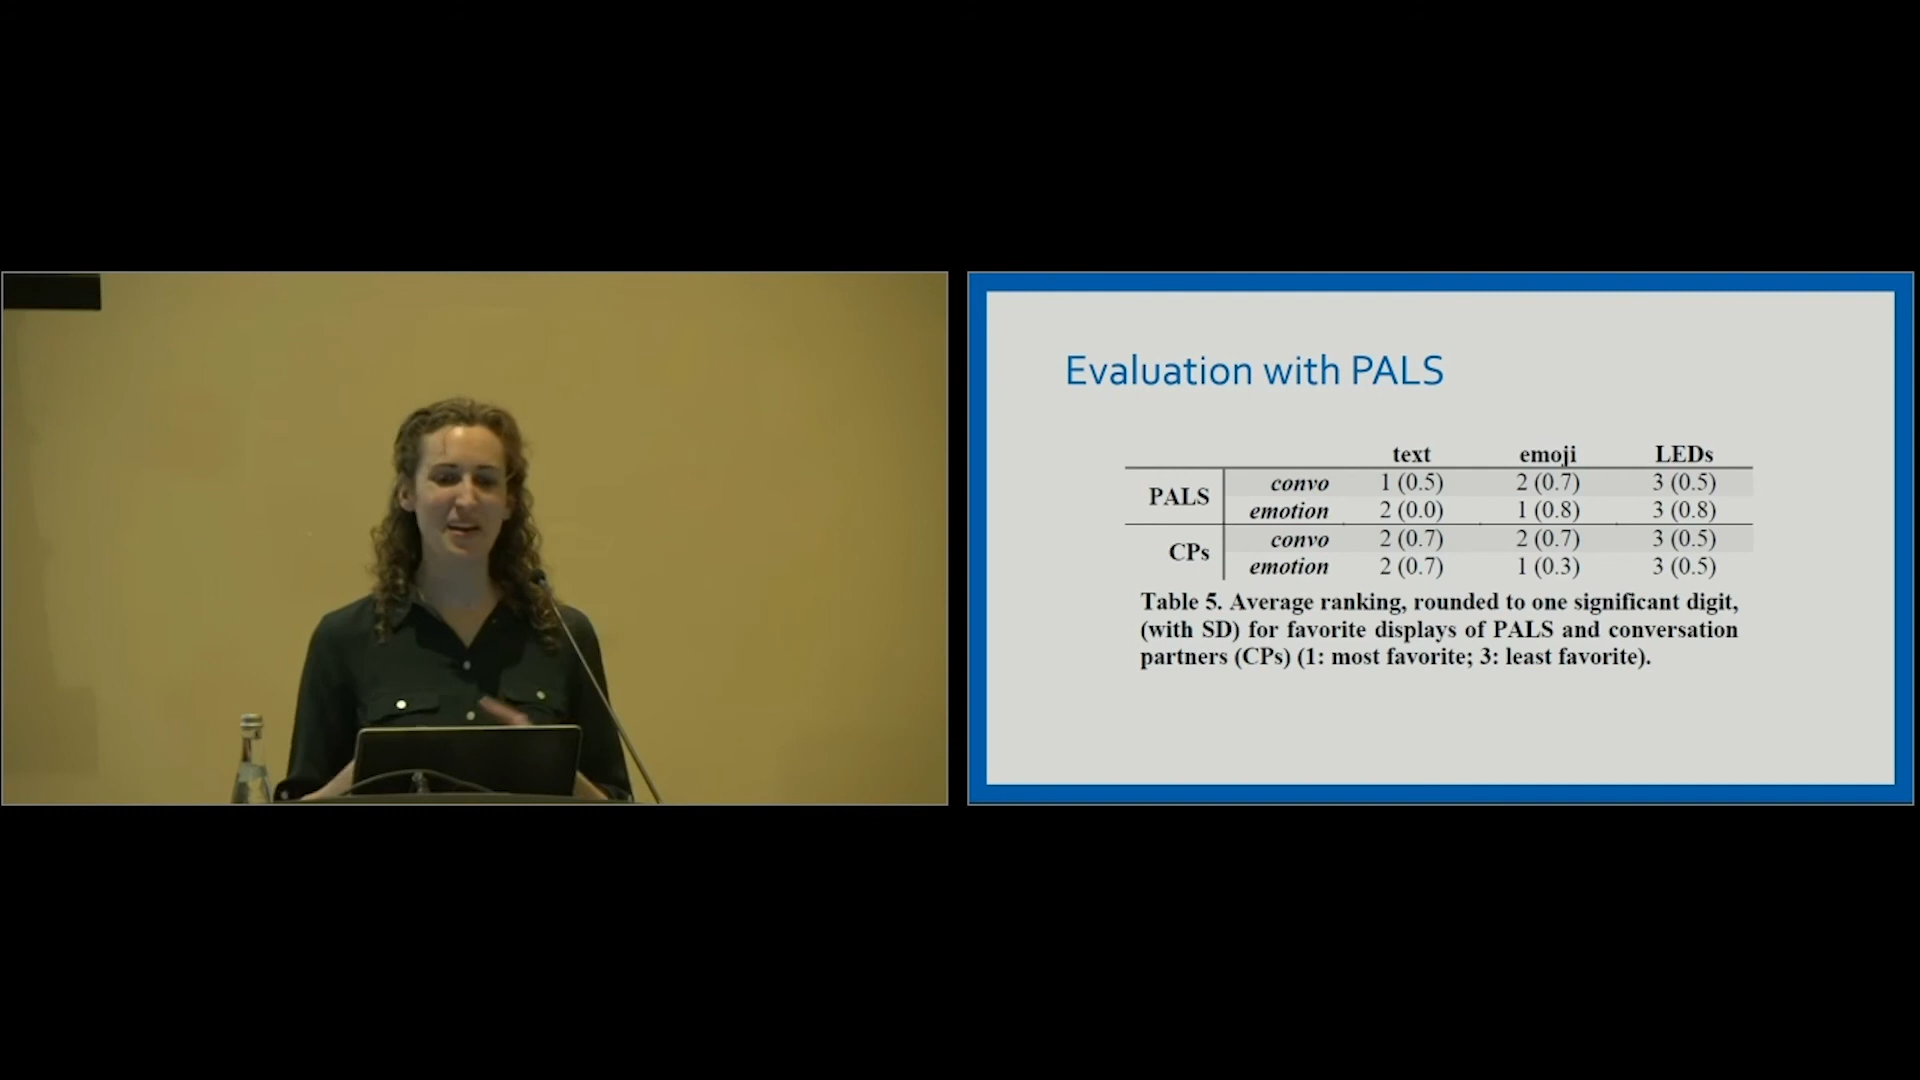 Evaluation with PALS
text emoji LEDs
PALS convo 1 (0.5) 2 (0.7) 3 (0.5)
emotion 2 (0.0) 1 (0.8) 3 (0.8)
CPs convo 2 (0.7) 2 (0.7) 3 (0.5)
emotion 2 (0.7) 1 (0.3) 3 (0.5)
Table 5. Average ranking, rounded to one significant digit,
(with SD) for favorite displays of PALS and conversation
partners (CPs) (1: most favorite; 3: least favorite).